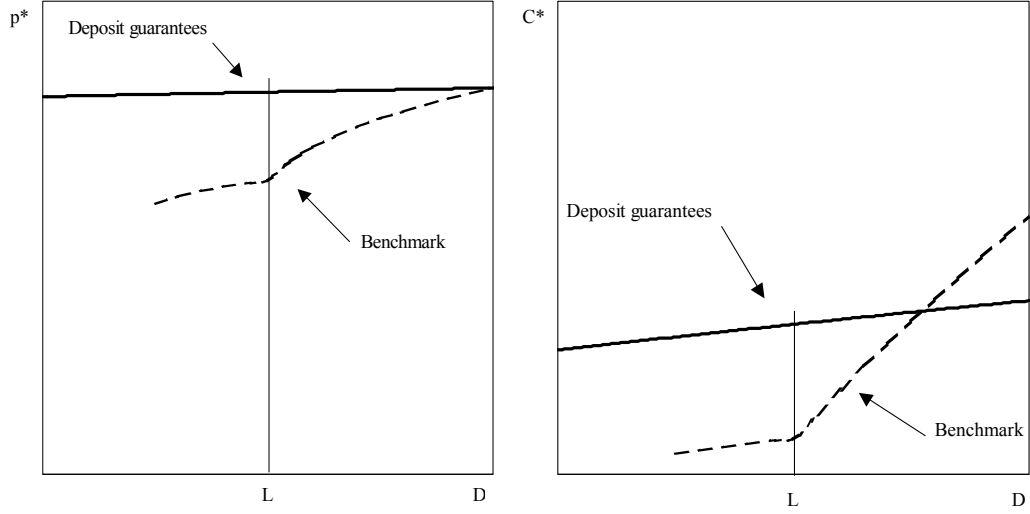 p*
Deposit guarantees
Benchmark
L
D
C*
Deposit guarantees
Benchmark
L
D